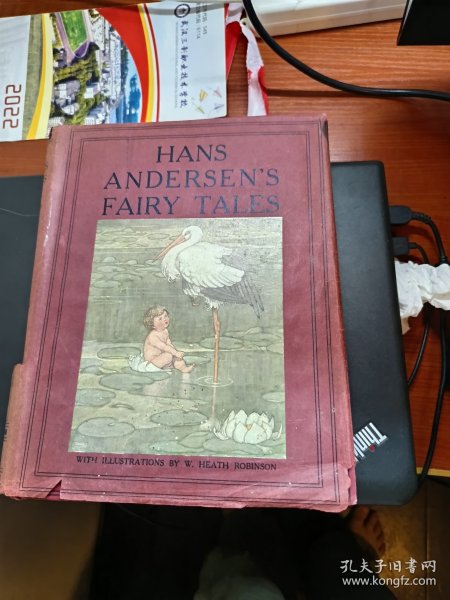 2022
HANS
ANDERSEN'S
FAIRY TALES
WITH ILLUSTRATIONS BY W. HEATH ROBINSON
Think
孔夫子旧书网
www.kongfz.com